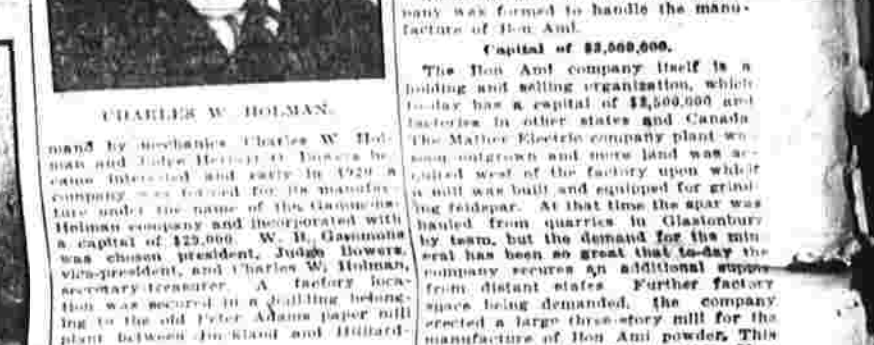 CHARLES W. HOLMAN.
mand by mechanics Charles W. Hol-
man and Judge Herbert O. Bowers be-
came interested and early in a
company was formed for its manufac-
ture under the name of the Gammons-
Holman company and incorporated with
a capital of $25,000. W. H. Gammons
was chosen president, Judge Bowers,
vice-president, and Charles W. Holman,
secretary-treasurer. A factory loca-
tion was secured in a building belong-
ing to the old Peter Adams paper mill
plant between Buckland and Hilliard-
pany was formed to handle the manu-
facture of Bon Ami.
Capital of
The Bon Ami company itself is a
holding and selling organization, which
to-day has a capital of and
factories in other states and Canada
The Mather Electric company plant was
soon outgrown and more land was ac-
quired west of the factory upon which
a mill was built and equipped for grind-
ing feldspar. At that time the spar was
hauled from quarries in Glastonbury
by team, but the demand for the min-
eral has been so great that to-day the
company secures an additional supply
from distant states Further factory
space being demanded, the company
erected a large three-story mill for the
manufacture of Bon Ami powder. This